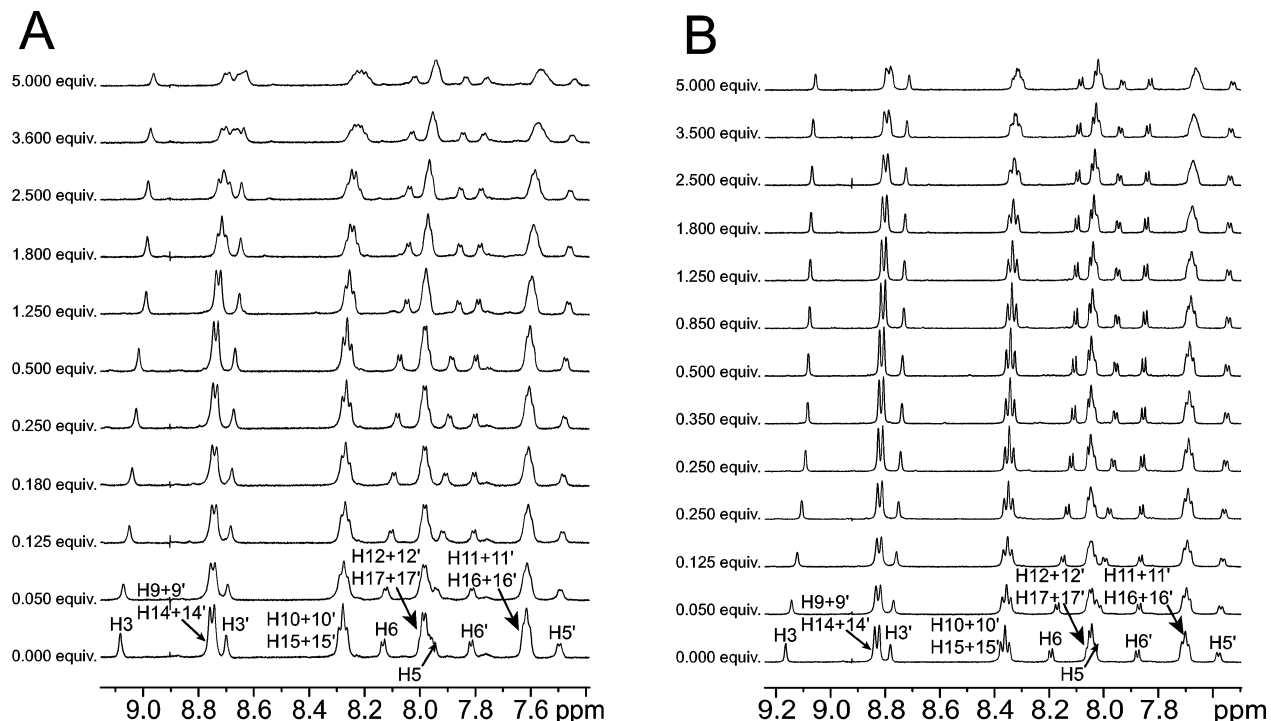 A
5.000 equiv.
3.600 equiv.
2.500 equiv.
1.800 equiv.
1.250 equiv.
0.500 equiv.
0.250 equiv.
0.180 equiv.
0.125 equiv.
0.050 equiv.
0.000 equiv.
H3
H9+9'
H14+14'
H3'
H10+10'
H15+15'
H6
H12+12'
H17+17'
H5
H11+11'
H16+16'
H6'
H5'
9.0 8.8 8.6 8.4 8.2 8.0 7.8 7.6 ppm
B
5.000 equiv.
3.500 equiv.
2.500 equiv.
1.800 equiv.
1.250 equiv.
0.850 equiv.
0.500 equiv.
0.350 equiv.
0.250 equiv.
0.250 equiv.
0.125 equiv.
0.050 equiv.
0.000 equiv.
H3
H9+9'
H14+14'
H3'
H10+10'
H15+15'
H6
H12+12'
H17+17'
H5
H11+11'
H16+16'
H6'
H5'
9.2 9.0 8.8 8.6 8.4 8.2 8.0 7.8 ppm